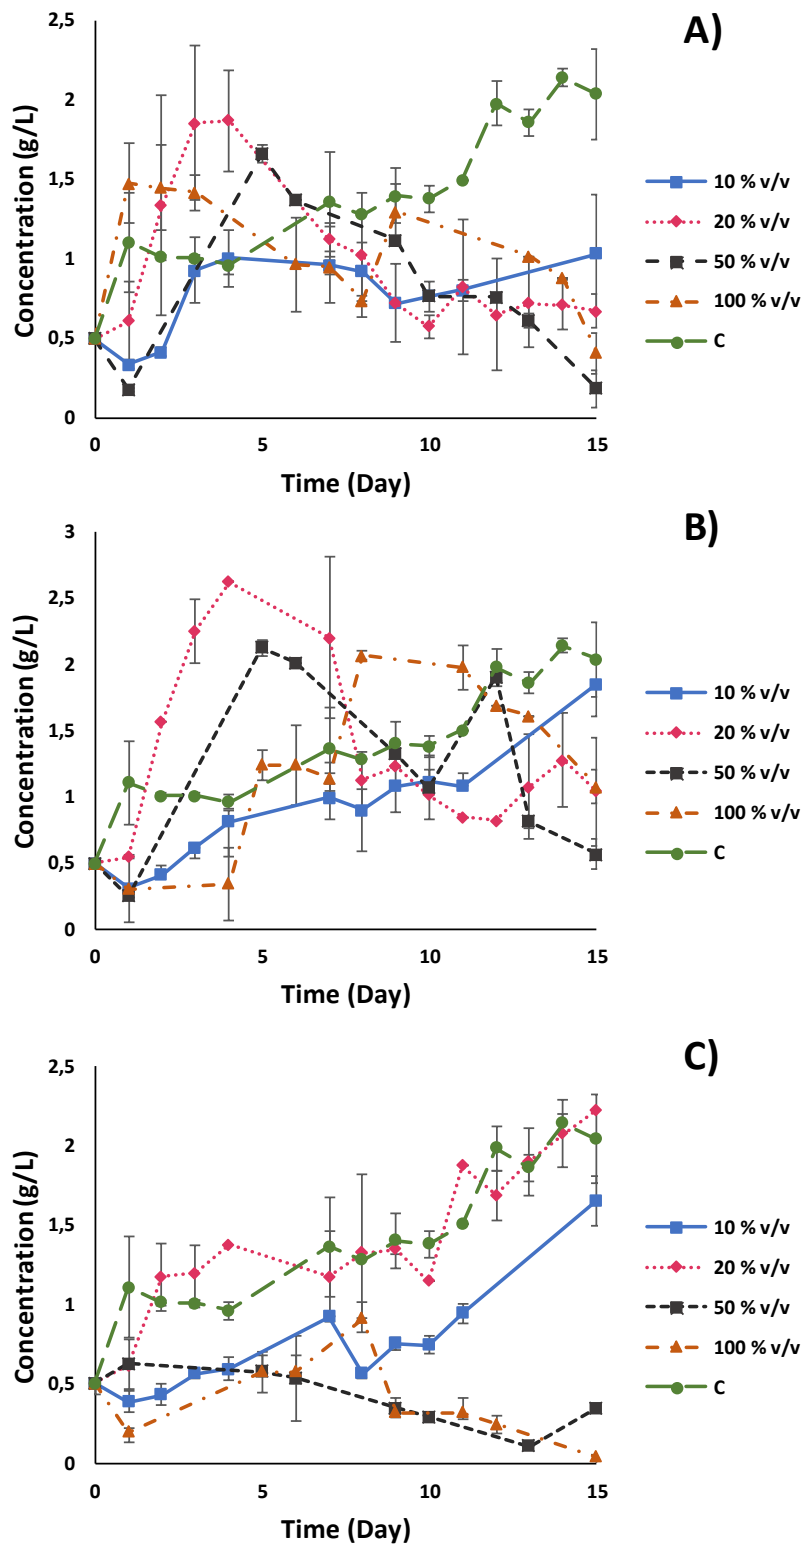 A)
2,5
2
1,5
1
0,5
0
Concentration (g/L)
0
5
10
15
Time (Day)
10 % v/v
20 % v/v
50 % v/v
100 % v/v
C
B)
3
2,5
2
1,5
1
0,5
0
Concentration (g/L)
0
5
10
15
Time (Day)
10 % v/v
20 % v/v
50 % v/v
100 % v/v
C
C)
2,5
2
1,5
1
0,5
0
Concentration (g/L)
0
5
10
15
Time (Day)
10 % v/v
20 % v/v
50 % v/v
100 % v/v
C